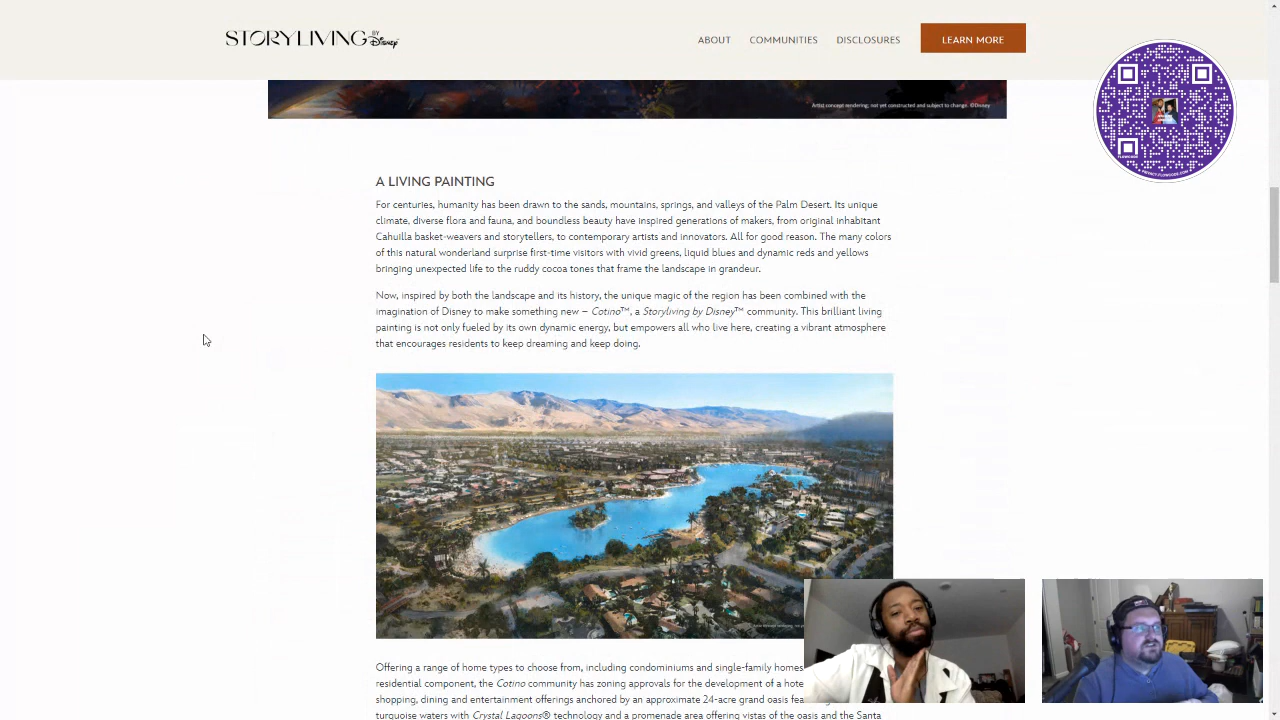 STORYLIVING BY Disney
ABOUT COMMUNITIES DISCLOSURES LEARN MORE
Artist concept rendering; not yet constructed and subject to change. ©Disney
A LIVING PAINTING
For centuries, humanity has been drawn to the sands, mountains, springs, and valleys of the Palm Desert. Its unique
climate, diverse flora and fauna, and boundless beauty have inspired generations of makers, from original inhabitant
Cahuilla basket-weavers and storytellers, to contemporary artists and innovators. All for good reason. The many colors
of this natural wonderland surprise first-time visitors with vivid greens, liquid blues and dynamic reds and yellows
bringing unexpected life to the ruddy cocoa tones that frame the landscape in grandeur.
Now, inspired by both the landscape and its history, the unique magic of the region has been combined with the
imagination of Disney to make something new – Cotino™, a Storyliving by Disney™ community. This brilliant living
painting is not only fueled by its own dynamic energy, but empowers all who live here, creating a vibrant atmosphere
that encourages residents to keep dreaming and keep doing.
Offering a range of home types to choose from, including condominiums and single-family homes
residential component, the Cotino community has zoning approvals for the development of a hote
shopping, dining and entertainment offerings anchored by an approximate 24-acre grand oasis fea
turquoise waters with Crystal Lagoons® technology and a promenade area offering vistas of the oasis and the Santa